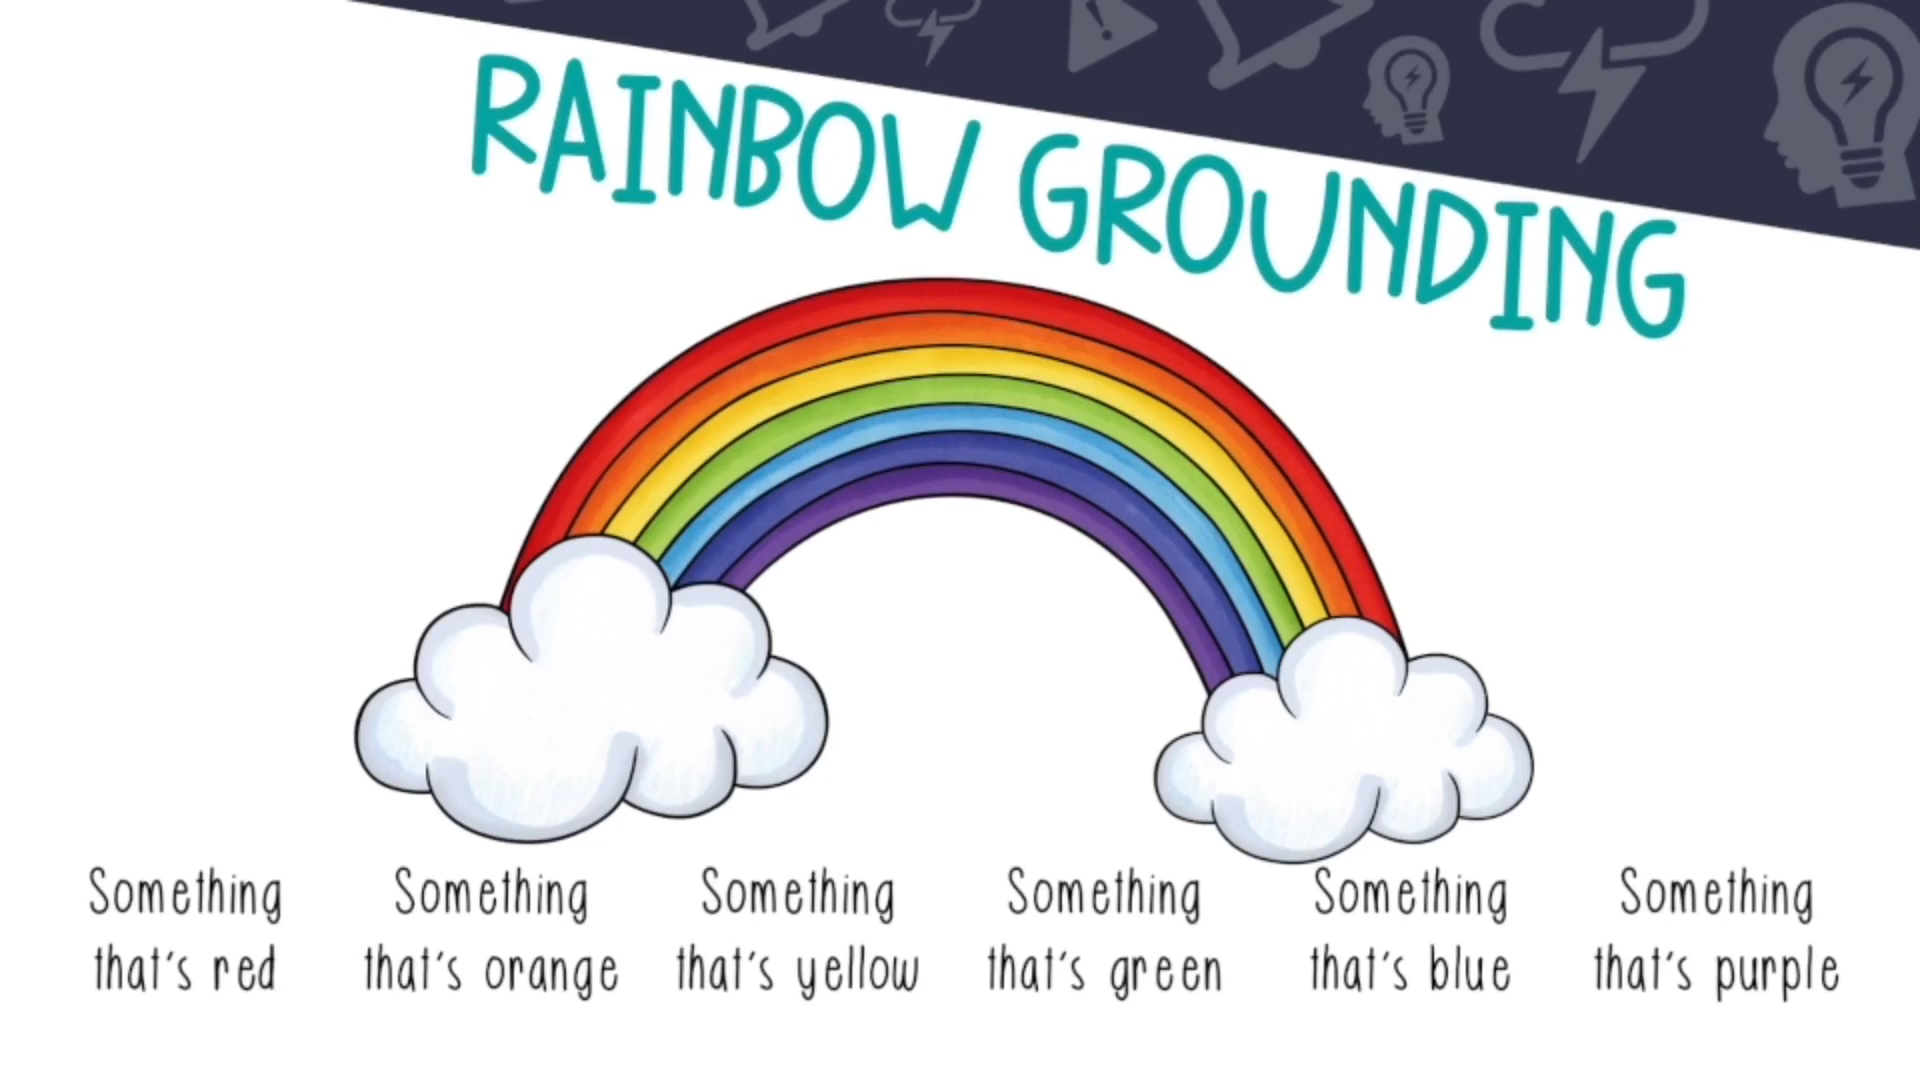 RAINBOW GROUNDING
Something Something Something Something Something Something
that's red that's orange that's yellow that's green that's blue that's purple